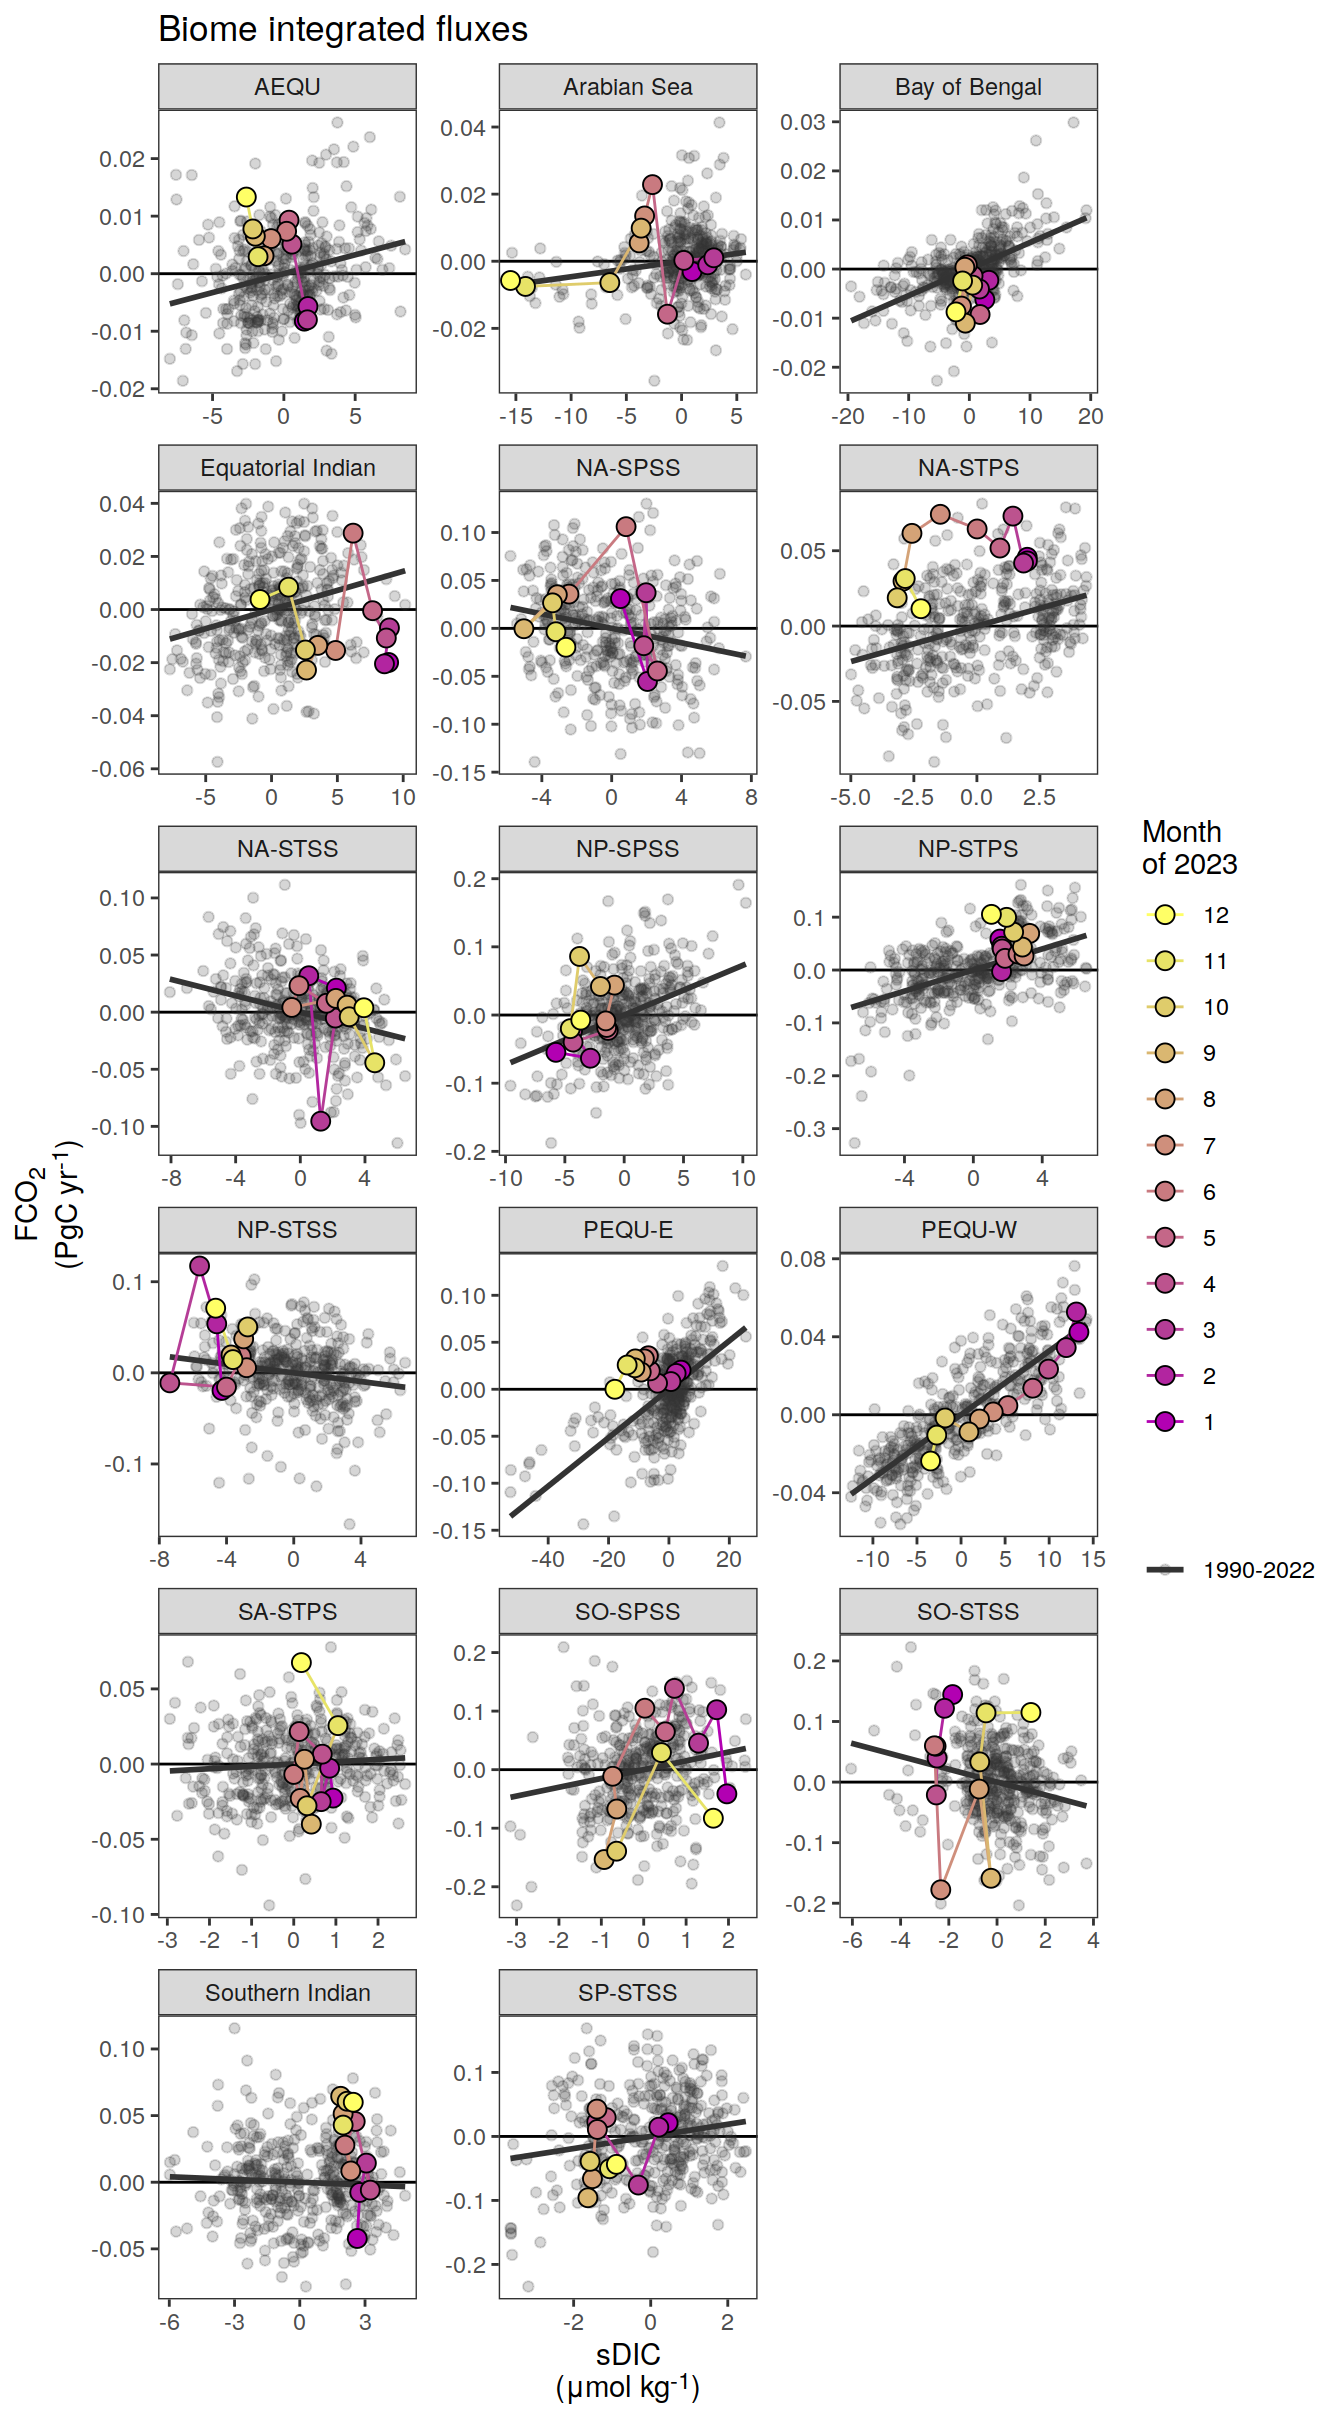 Biome integrated fluxes
AEQU
Arabian Sea
Bay of Bengal
0.02
0.01
0.00
-0.01
-0.02
-5 0 5
0.04
0.02
0.00
-0.02
-15 -10 -5 0 5
0.03
0.02
0.01
0.00
-0.01
-0.02
-20 -10 0 10 20
Equatorial Indian
NA-SPSS
NA-STPS
0.04
0.02
0.00
-0.02
-0.04
-0.06
-5 0 5 10
0.10
0.05
0.00
-0.05
-0.10
-0.15
-4 0 4 8
0.05
0.00
-0.05
-5.0 -2.5 0.0 2.5
NA-STSS
NP-SPSS
NP-STPS
0.10
0.05
0.00
-0.05
-0.10
-8 -4 0 4
0.2
0.1
0.0
-0.1
-0.2
-10 -5 0 5 10
0.1
0.0
-0.1
-0.2
-0.3
-4 0 4
NP-STSS
PEQU-E
PEQU-W
0.1
0.0
-0.1
-8 -4 0 4
0.10
0.05
0.00
-0.05
-0.10
-0.15
-40 -20 0 20
0.08
0.04
0.00
-0.04
-10 -5 0 5 10 15
SA-STPS
SO-SPSS
SO-STSS
0.05
0.00
-0.05
-0.10
-3 -2 -1 0 1 2
0.2
0.1
0.0
-0.1
-0.2
-3 -2 -1 0 1 2
0.2
0.1
0.0
-0.1
-0.2
-6 -4 -2 0 2 4
Southern Indian
SP-STSS
0.10
0.05
0.00
-0.05
-6 -3 0 3
0.1
0.0
-0.1
-0.2
-2 0 2
FCO₂
(PgC yr⁻¹)
sDIC
(μmol kg⁻¹)
Month
of 2023
12
11
10
9
8
7
6
5
4
3
2
1
1990-2022